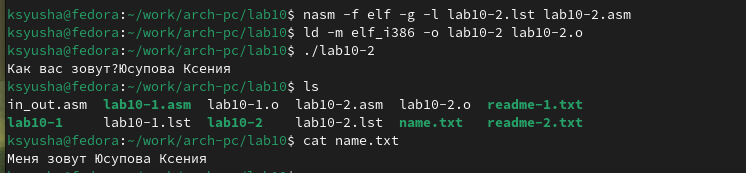 ksyusha@fedora:~/work/arch-pc/lab10$ nasm -f elf -g -l lab10-2.lst lab10-2.asm
ksyusha@fedora:~/work/arch-pc/lab10$ ld -m elf_i386 -o lab10-2 lab10-2.o
ksyusha@fedora:~/work/arch-pc/lab10$ ./lab10-2
Как вас зовут?Юсупова Ксения
ksyusha@fedora:~/work/arch-pc/lab10$ ls
in_out.asm lab10-1.asm lab10-1.o lab10-2.asm lab10-2.o readme-1.txt
lab10-1 lab10-1.lst lab10-2 lab10-2.lst name.txt readme-2.txt
ksyusha@fedora:~/work/arch-pc/lab10$ cat name.txt
Меня зовут Юсупова Ксения